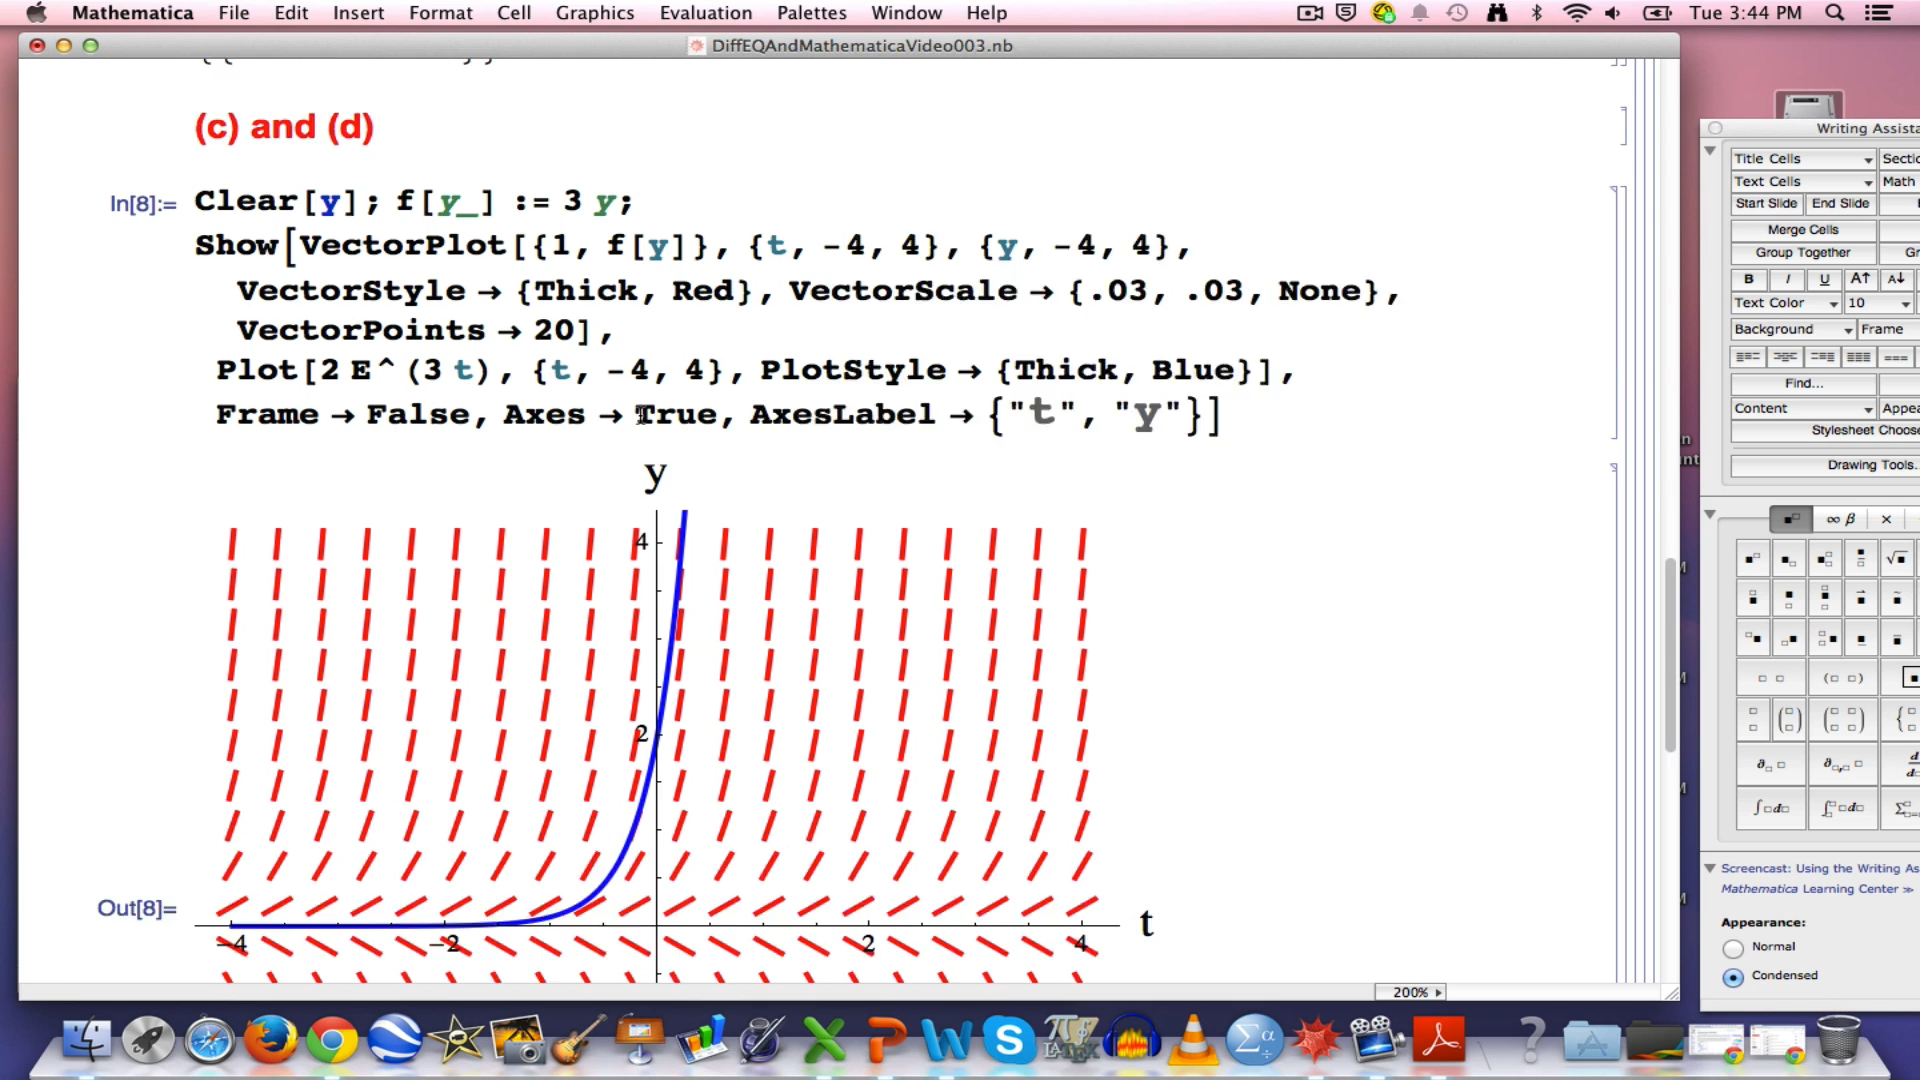 Mathematica File Edit Insert Format Cell Graphics Evaluation Palettes Window Help Tue 3:44 PM
DiffEQAndMathematicaVideo003.nb
(c) and (d)
In[8]:= Clear[y]; f[y_] := 3 y;
Show[VectorPlot[{1, f[y]}, {t, -4, 4}, {y, -4, 4},
VectorStyle → {Thick, Red}, VectorScale → {.03, .03, None},
VectorPoints → 20],
Plot[2 E^(3 t), {t, -4, 4}, PlotStyle → {Thick, Blue}],
Frame → False, Axes → True, AxesLabel → {"t", "y"}]
y
4
2
Out[8]=
t
-4 -2 2 4
200%
Writing Assista
Title Cells Sectio
Text Cells Math
Start Slide End Slide
Merge Cells
Group Together Gr
B I U A↑ A↓
Text Color 10
Background Frame
Find...
Content Appea
Stylesheet Choose
Drawing Tools..
∞ β ×
Screencast: Using the Writing As
Mathematica Learning Center ≫
Appearance:
Normal
Condensed